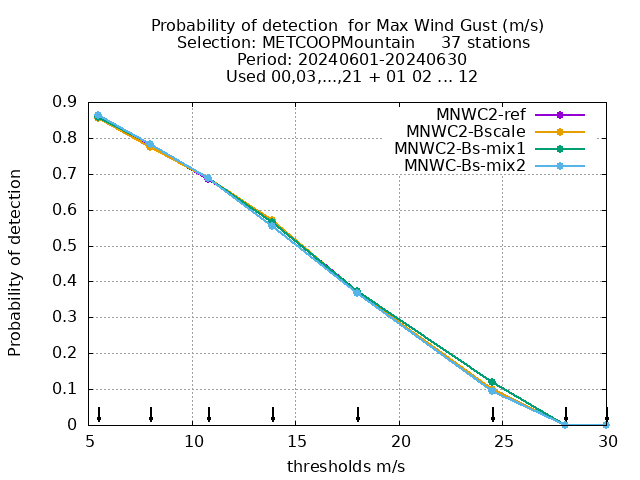 Probability of detection  for Max Wind Gust (m/s)
Selection: METCOOPMountain     37 stations
Period: 20240601-20240630
Used 00,03,...,21 + 01 02 ... 12
MNWC2-ref
MNWC2-Bscale
MNWC2-Bs-mix1
MNWC-Bs-mix2
Probability of detection
0.9
0.8
0.7
0.6
0.5
0.4
0.3
0.2
0.1
0
5 10 15 20 25 30
thresholds m/s